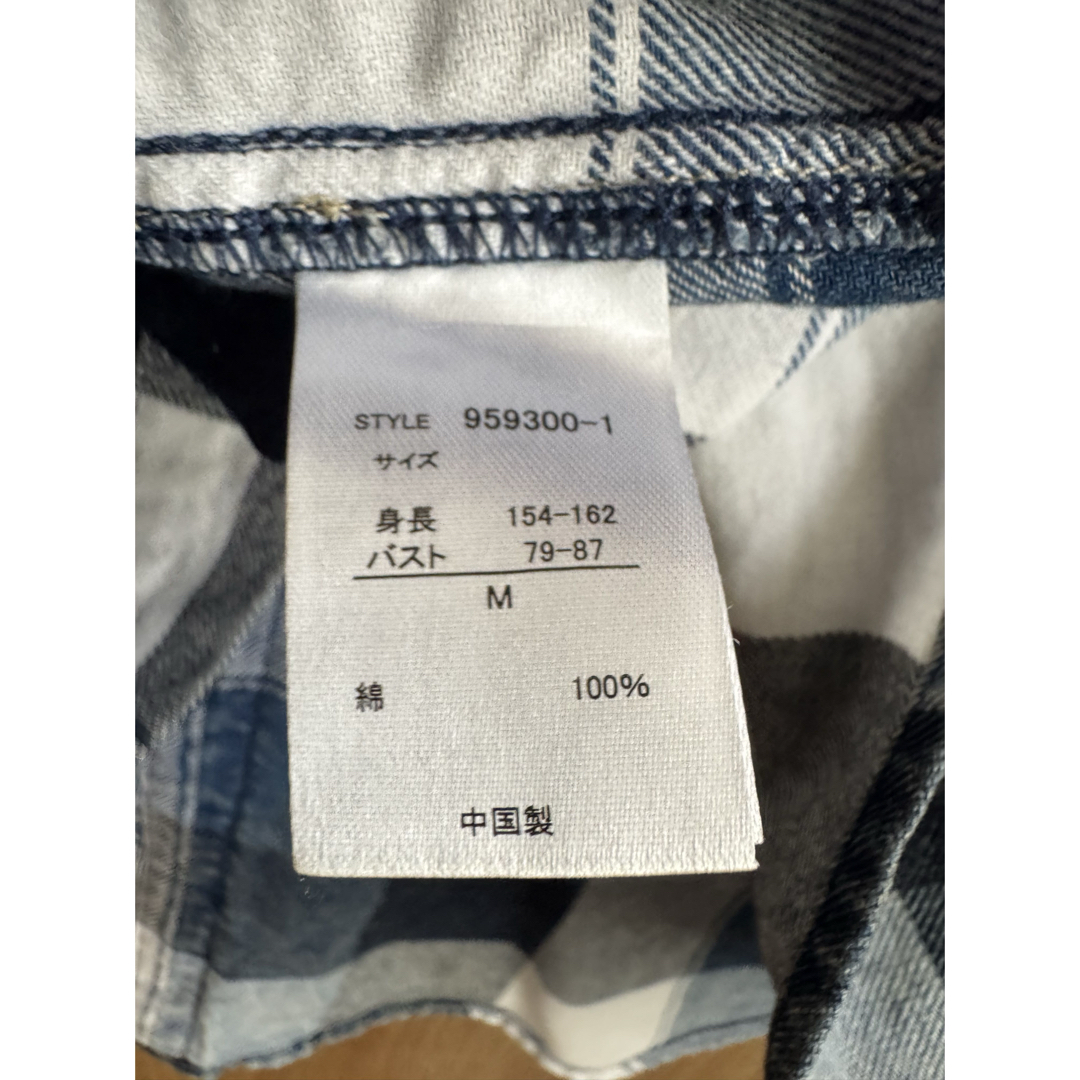 STYLE 959300-1
サイズ
身長 154-162
バスト 79-87
M
綿 100%
中国製